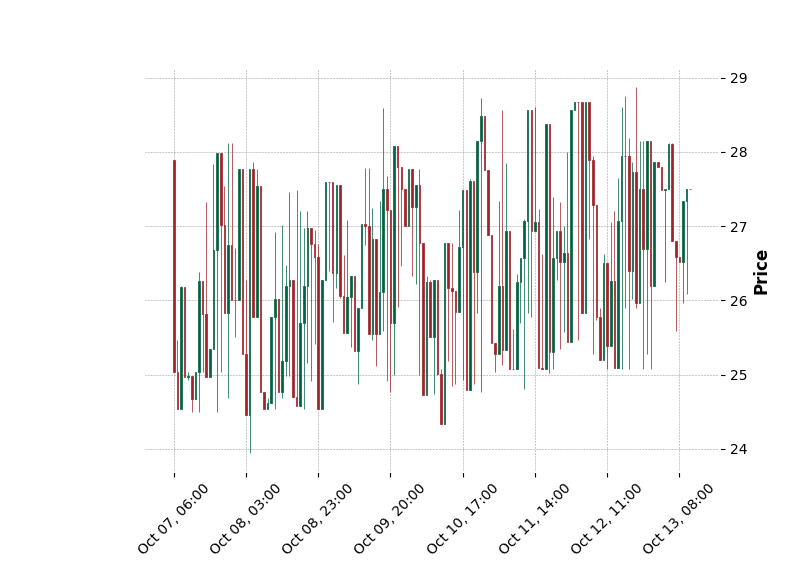 29
28
27
26
25
24
Price
Oct 07, 06:00
Oct 08, 03:00
Oct 08, 23:00
Oct 09, 20:00
Oct 10, 17:00
Oct 11, 14:00
Oct 12, 11:00
Oct 13, 08:00